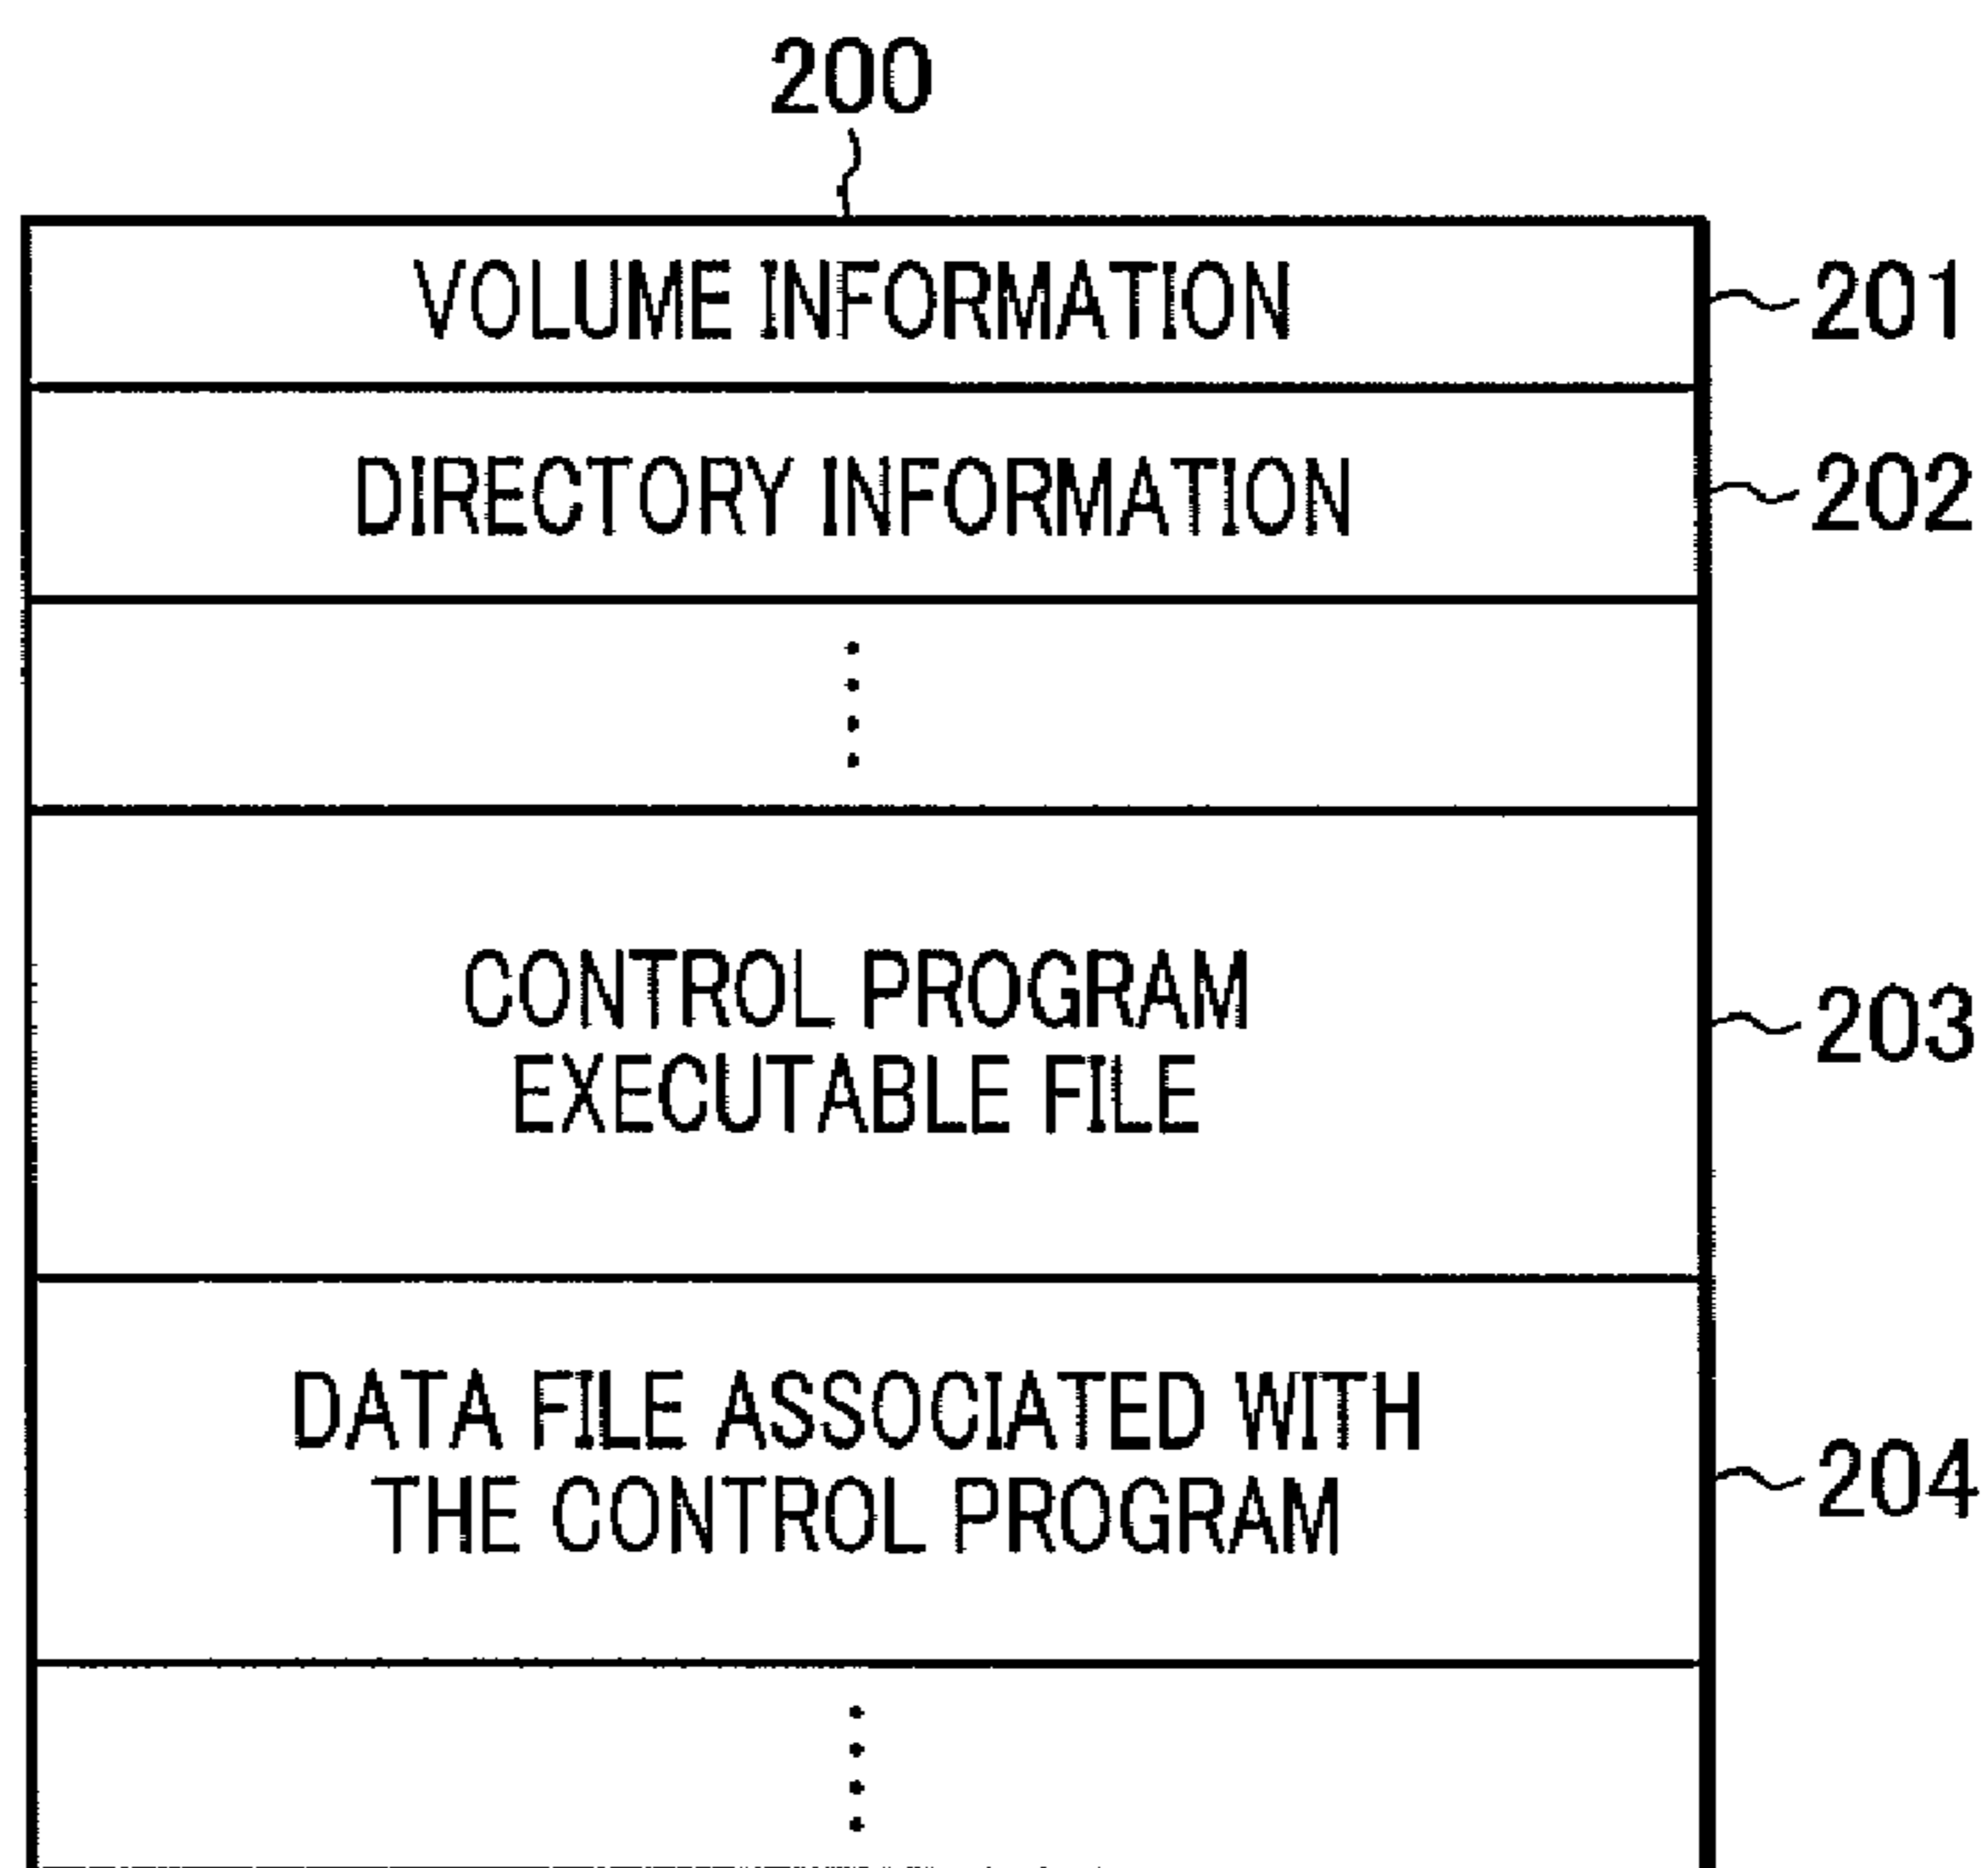 200
VOLUME INFORMATION
201
DIRECTORY INFORMATION
202
CONTROL PROGRAM
EXECUTABLE FILE
203
DATA FILE ASSOCIATED WITH
THE CONTROL PROGRAM
204